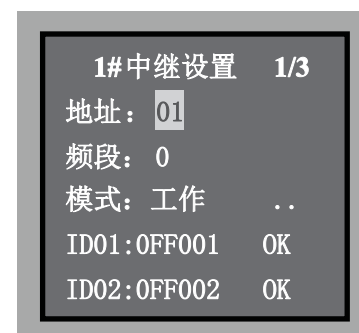 1#中继设置 1/3
地址：01
频段：0
模式：工作 ..
ID01:0FF001 OK
ID02:0FF002 OK